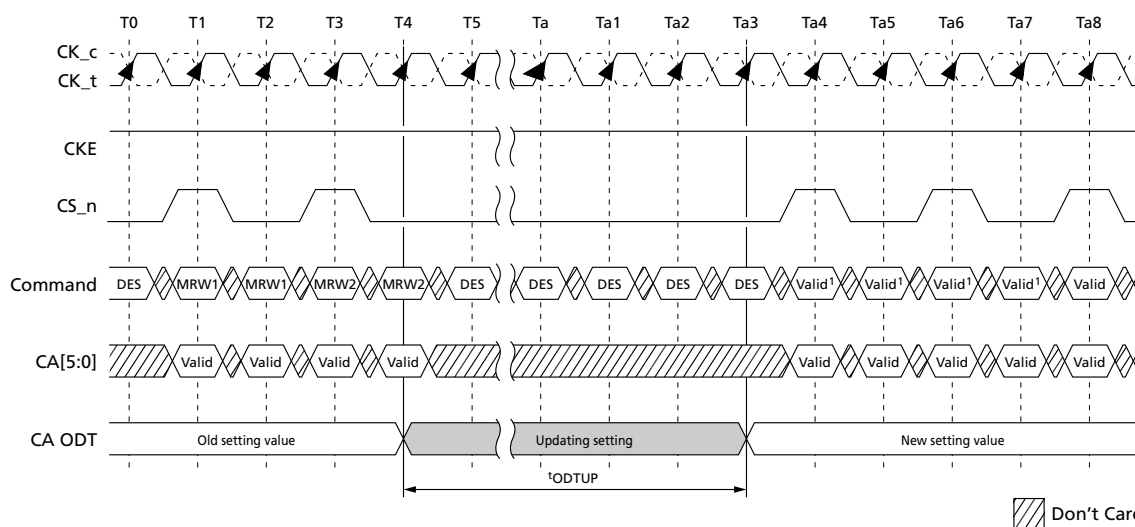 T0 T1 T2 T3 T4 T5 Ta Ta1 Ta2 Ta3 Ta4 Ta5 Ta6 Ta7 Ta8
CK_c
CK_t
CKE
CS_n
Command DES MRW1 MRW1 MRW2 MRW2 DES DES DES DES DES Valid¹ Valid¹ Valid¹ Valid¹ Valid
CA[5:0] Valid Valid Valid Valid Valid Valid Valid Valid Valid
CA ODT Old setting value Updating setting New setting value
ᵗODTUP
Don't Care